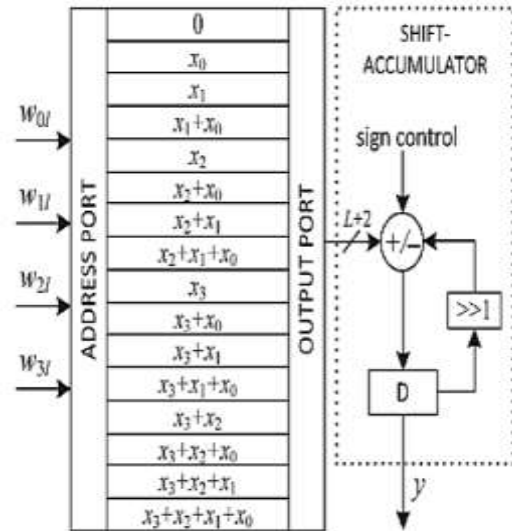 0
x₀
x₁
x₁+x₀
x₂
x₂+x₀
x₂+x₁
x₂+x₁+x₀
x₃
x₃+x₀
x₃+x₁
x₃+x₁+x₀
x₃+x₂
x₃+x₂+x₀
x₃+x₂+x₁
x₃+x₂+x₁+x₀
w₀ₗ
w₁ₗ
w₂ₗ
w₃ₗ
ADDRESS PORT
OUTPUT PORT
SHIFT-
ACCUMULATOR
sign control
L+2
+/−
>>1
D
y